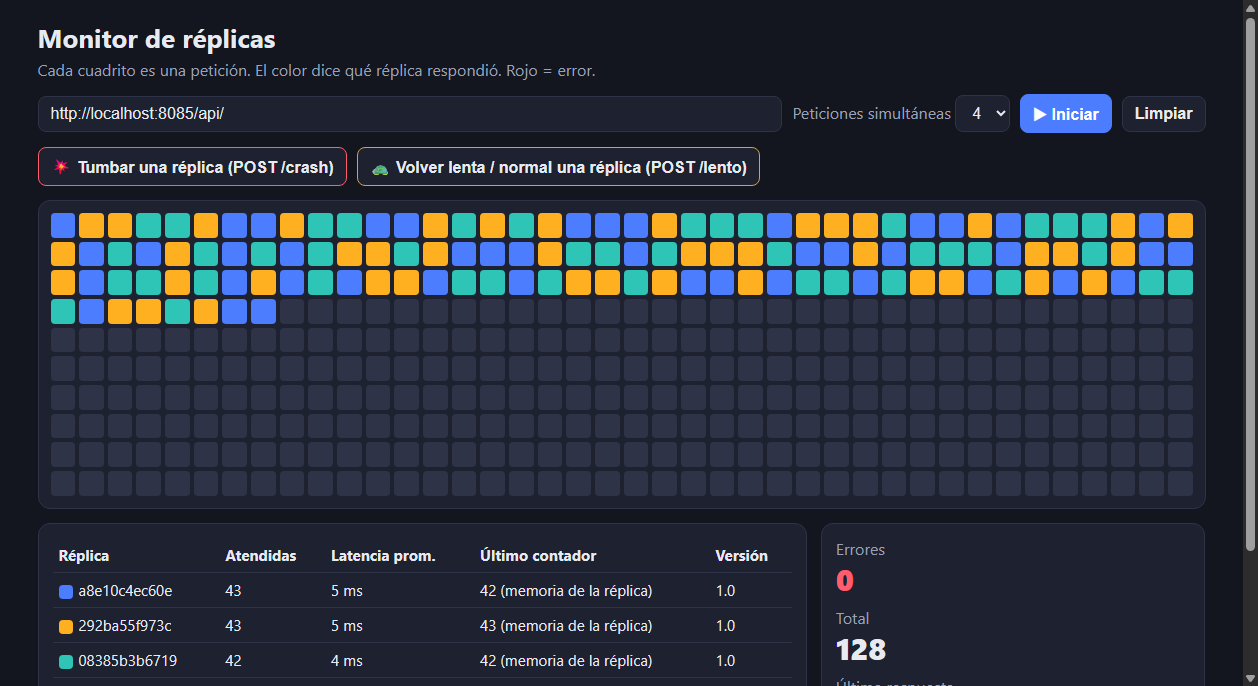 Monitor de réplicas
Cada cuadrito es una petición. El color dice qué réplica respondió. Rojo = error.
http://localhost:8085/api/ Peticiones simultáneas 4 ▶ Iniciar Limpiar
Tumbar una réplica (POST /crash) Volver lenta / normal una réplica (POST /lento)
Réplica Atendidas Latencia prom. Último contador Versión
a8e10c4ec60e 43 5 ms 42 (memoria de la réplica) 1.0
292ba55f973c 43 5 ms 43 (memoria de la réplica) 1.0
08385b3b6719 42 4 ms 42 (memoria de la réplica) 1.0
Errores
0
Total
128